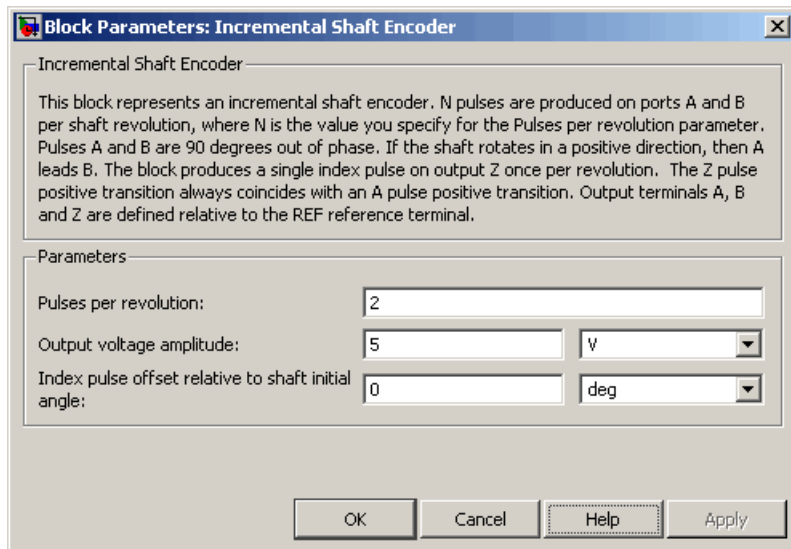 Block Parameters: Incremental Shaft Encoder
Incremental Shaft Encoder
This block represents an incremental shaft encoder. N pulses are produced on ports A and B
per shaft revolution, where N is the value you specify for the Pulses per revolution parameter.
Pulses A and B are 90 degrees out of phase. If the shaft rotates in a positive direction, then A
leads B. The block produces a single index pulse on output Z once per revolution. The Z pulse
positive transition always coincides with an A pulse positive transition. Output terminals A, B
and Z are defined relative to the REF reference terminal.
Parameters
Pulses per revolution: 2
Output voltage amplitude: 5 V
Index pulse offset relative to shaft initial
angle: 0 deg
OK Cancel Help Apply